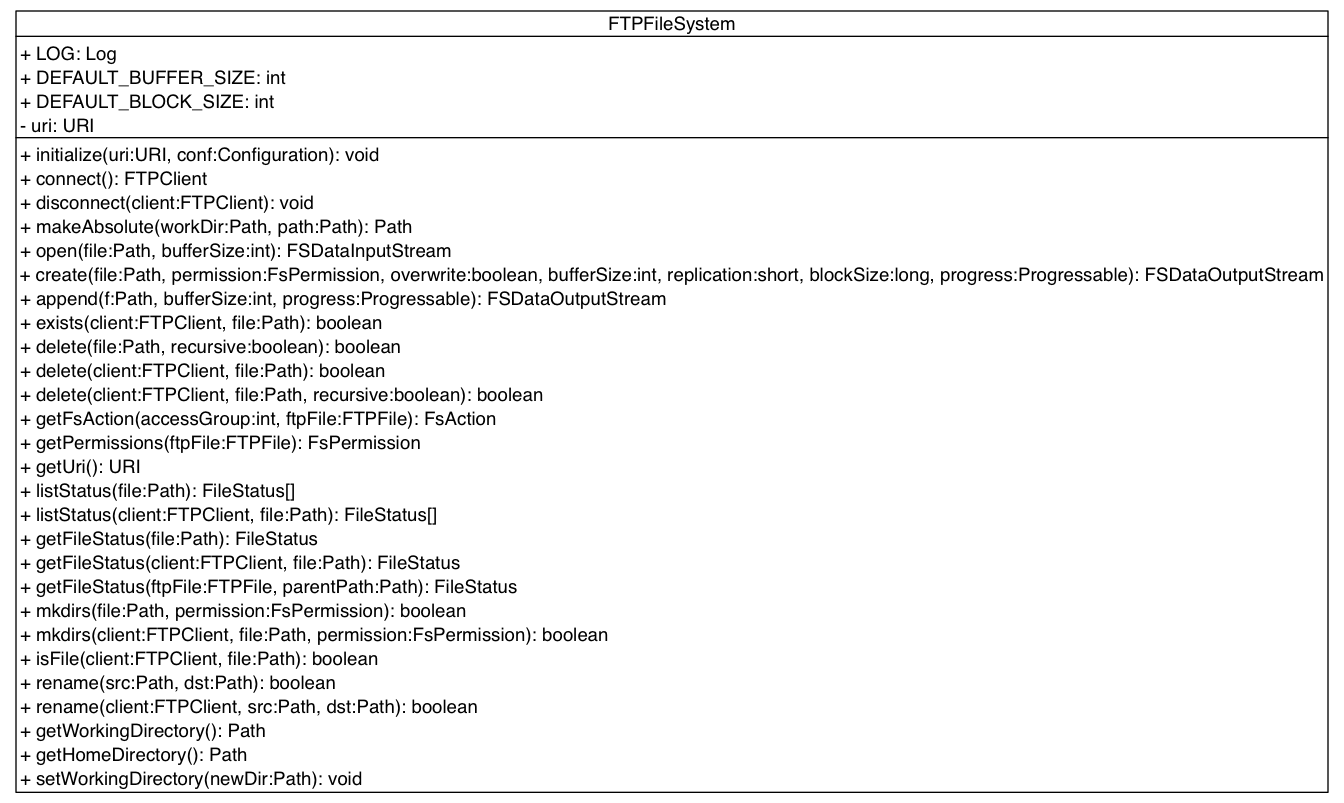 FTPFileSystem
+ LOG: Log
+ DEFAULT_BUFFER_SIZE: int
+ DEFAULT_BLOCK_SIZE: int
- uri: URI
+ initialize(uri:URI, conf:Configuration): void
+ connect(): FTPClient
+ disconnect(client:FTPClient): void
+ makeAbsolute(workDir:Path, path:Path): Path
+ open(file:Path, bufferSize:int): FSDataInputStream
+ create(file:Path, permission:FsPermission, overwrite:boolean, bufferSize:int, replication:short, blockSize:long, progress:Progressable): FSDataOutputStream
+ append(f:Path, bufferSize:int, progress:Progressable): FSDataOutputStream
+ exists(client:FTPClient, file:Path): boolean
+ delete(file:Path, recursive:boolean): boolean
+ delete(client:FTPClient, file:Path): boolean
+ delete(client:FTPClient, file:Path, recursive:boolean): boolean
+ getFsAction(accessGroup:int, ftpFile:FTPFile): FsAction
+ getPermissions(ftpFile:FTPFile): FsPermission
+ getUri(): URI
+ listStatus(file:Path): FileStatus[]
+ listStatus(client:FTPClient, file:Path): FileStatus[]
+ getFileStatus(file:Path): FileStatus
+ getFileStatus(client:FTPClient, file:Path): FileStatus
+ getFileStatus(ftpFile:FTPFile, parentPath:Path): FileStatus
+ mkdirs(file:Path, permission:FsPermission): boolean
+ mkdirs(client:FTPClient, file:Path, permission:FsPermission): boolean
+ isFile(client:FTPClient, file:Path): boolean
+ rename(src:Path, dst:Path): boolean
+ rename(client:FTPClient, src:Path, dst:Path): boolean
+ getWorkingDirectory(): Path
+ getHomeDirectory(): Path
+ setWorkingDirectory(newDir:Path): void